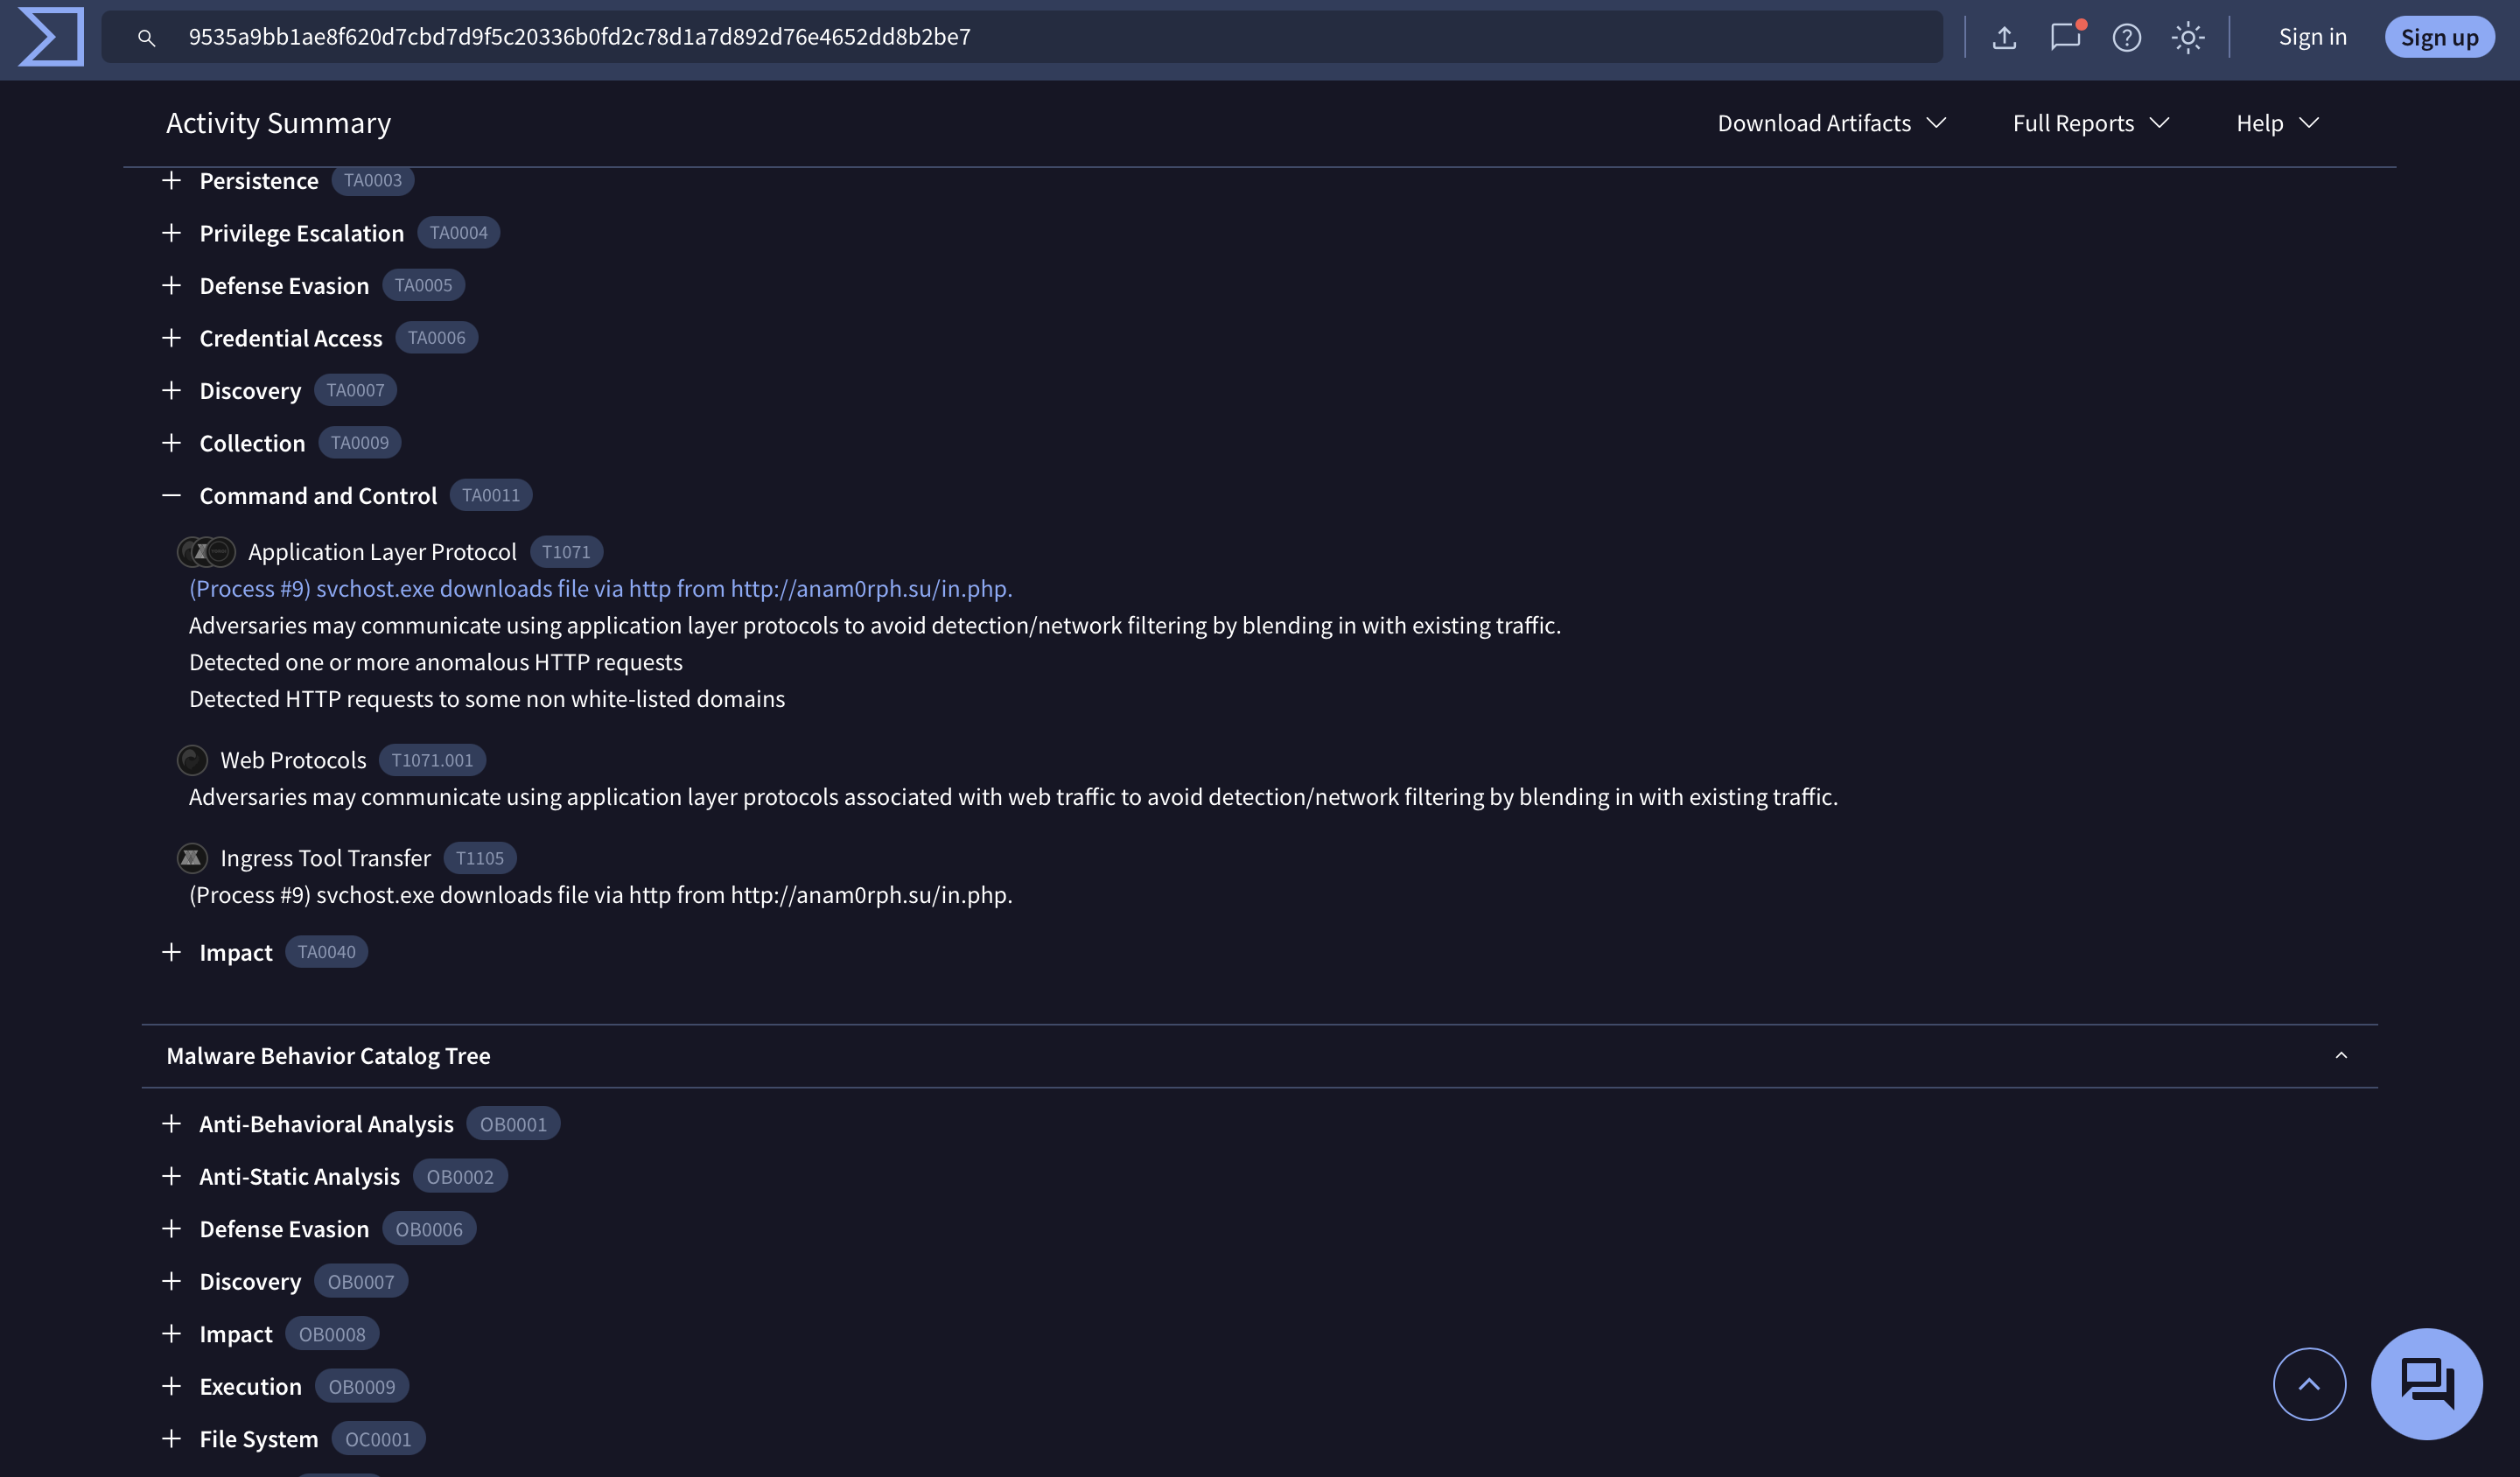 9535a9bb1ae8f620d7cbd7d9f5c20336b0fd2c78d1a7d892d76e4652dd8b2be7
Sign in
Sign up
Activity Summary
Download Artifacts
Full Reports
Help
Persistence TA0003
Privilege Escalation TA0004
Defense Evasion TA0005
Credential Access TA0006
Discovery TA0007
Collection TA0009
Command and Control TA0011
Application Layer Protocol T1071
(Process #9) svchost.exe downloads file via http from http://anam0rph.su/in.php.
Adversaries may communicate using application layer protocols to avoid detection/network filtering by blending in with existing traffic.
Detected one or more anomalous HTTP requests
Detected HTTP requests to some non white-listed domains
Web Protocols T1071.001
Adversaries may communicate using application layer protocols associated with web traffic to avoid detection/network filtering by blending in with existing traffic.
Ingress Tool Transfer T1105
(Process #9) svchost.exe downloads file via http from http://anam0rph.su/in.php.
Impact TA0040
Malware Behavior Catalog Tree
Anti-Behavioral Analysis OB0001
Anti-Static Analysis OB0002
Defense Evasion OB0006
Discovery OB0007
Impact OB0008
Execution OB0009
File System OC0001